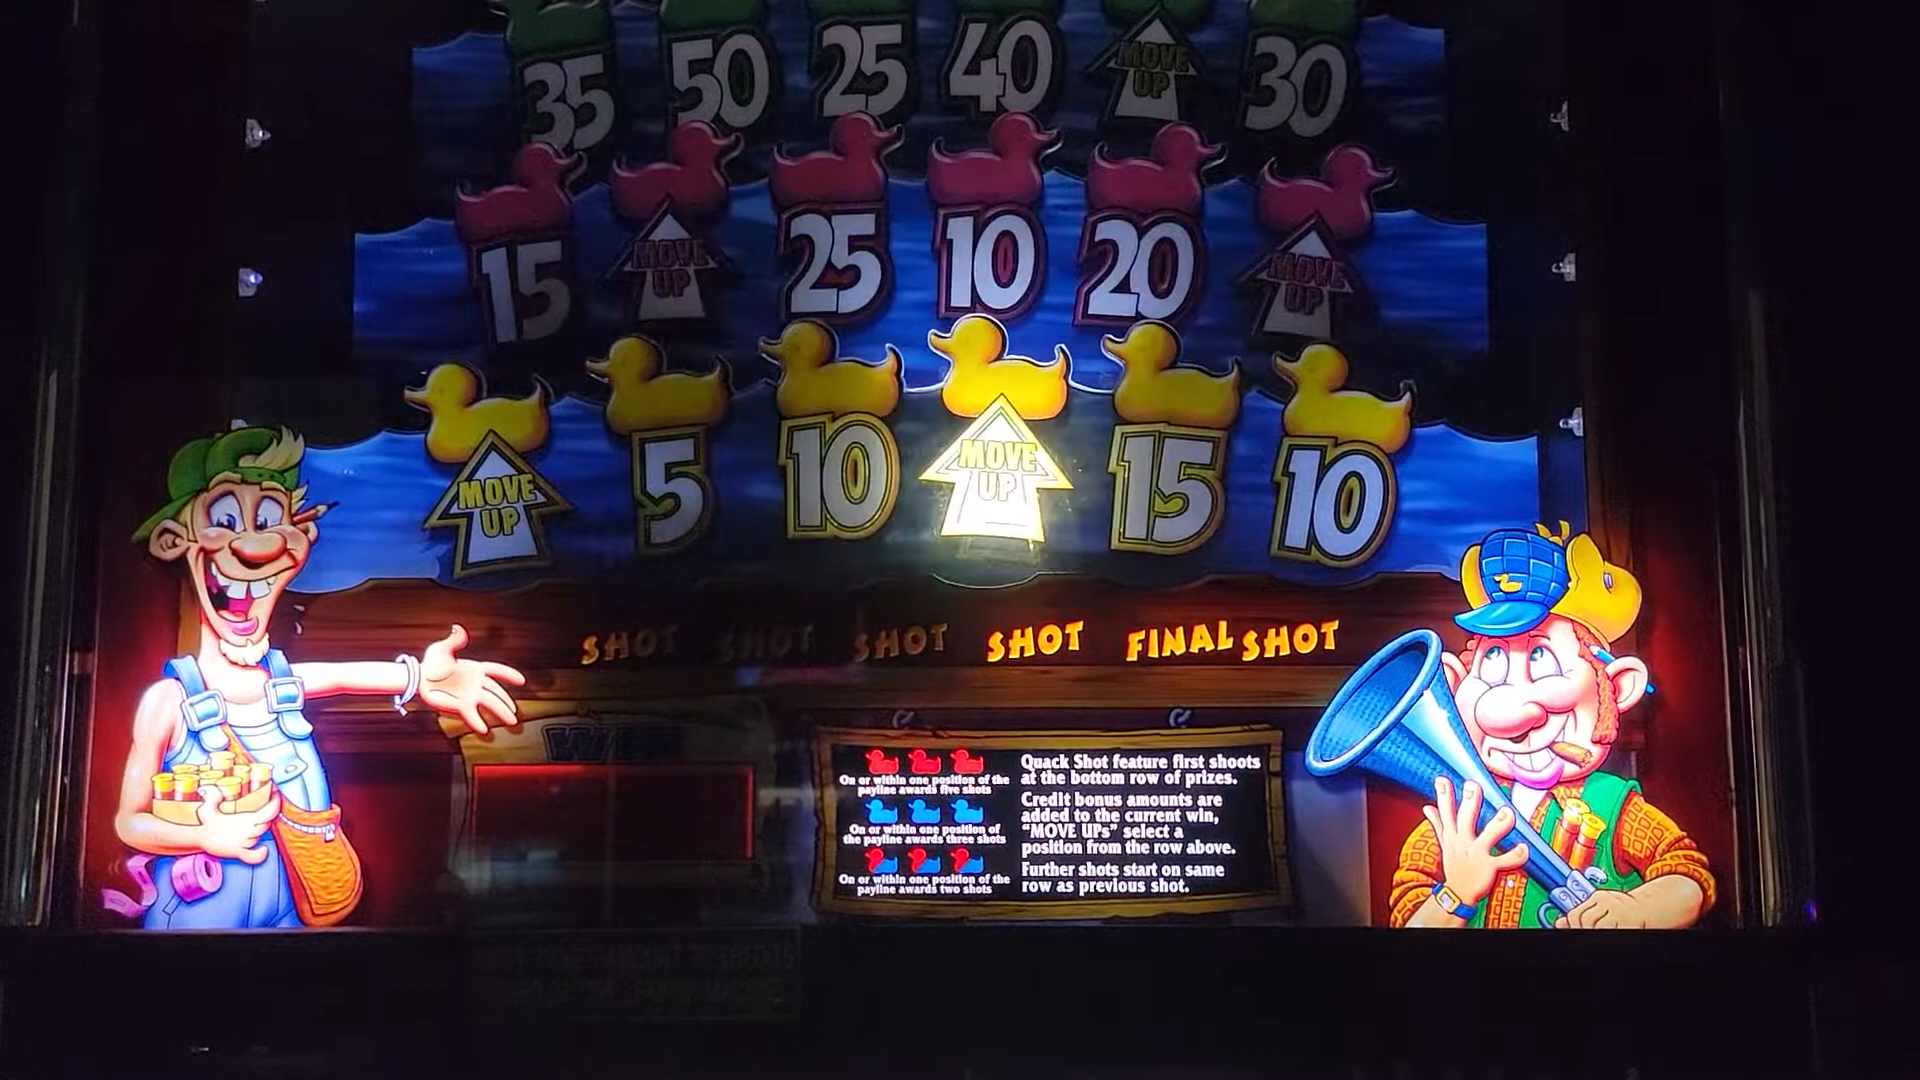 35 50 25 40 MOVE UP 30
15 MOVE UP 25 10 20 MOVE UP
MOVE UP 5 10 MOVE UP 15 10
SHOT SHOT SHOT SHOT FINAL SHOT
On or within one position of the
payline awards five shots
On or within one position of
the payline awards three shots
On or within one position of the
payline awards two shots
Quack Shot feature first shoots
at the bottom row of prizes.
Credit bonus amounts are
added to the current win,
“MOVE UPs” select a
position from the row above.
Further shots start on same
row as previous shot.